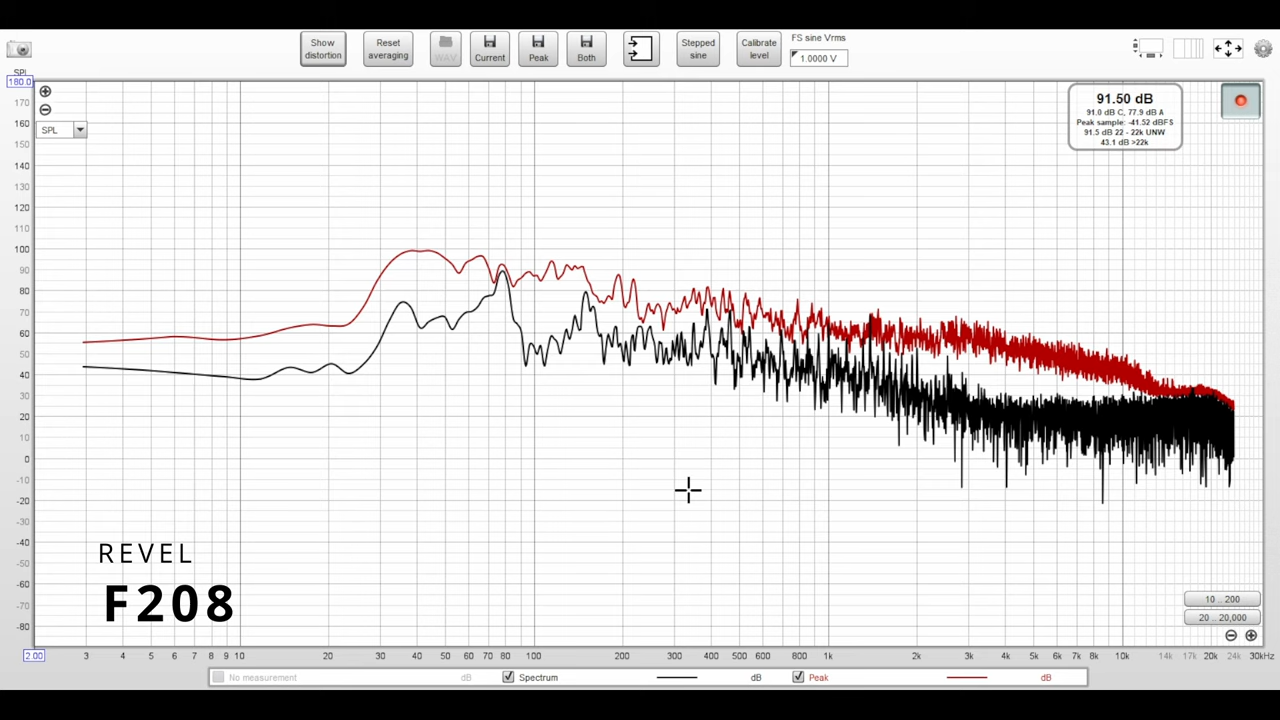 Show distortion
Reset averaging
WAV
Current
Peak
Both
Stepped sine
Calibrate level
FS sine Vrms
1.0000 V
SPL
180.0
SPL
91.50 dB
91.0 dB C, 77.9 dB A
Peak sample: -41.52 dBFS
91.5 dB 22 - 22k UNW
43.1 dB >22k
170
160
150
140
130
120
110
100
90
80
70
60
50
40
30
20
10
0
-10
-20
-30
-40
-50
-60
-70
-80
REVEL
F208
10 .. 200
20 .. 20,000
2.00 3 4 5 6 7 8 9 10 20 30 40 50 60 70 80 100 200 300 400 500 600 800 1k 2k 3k 4k 5k 6k 7k 8k 10k 14k 17k 20k 24k 30kHz
No measurement dB Spectrum dB Peak dB